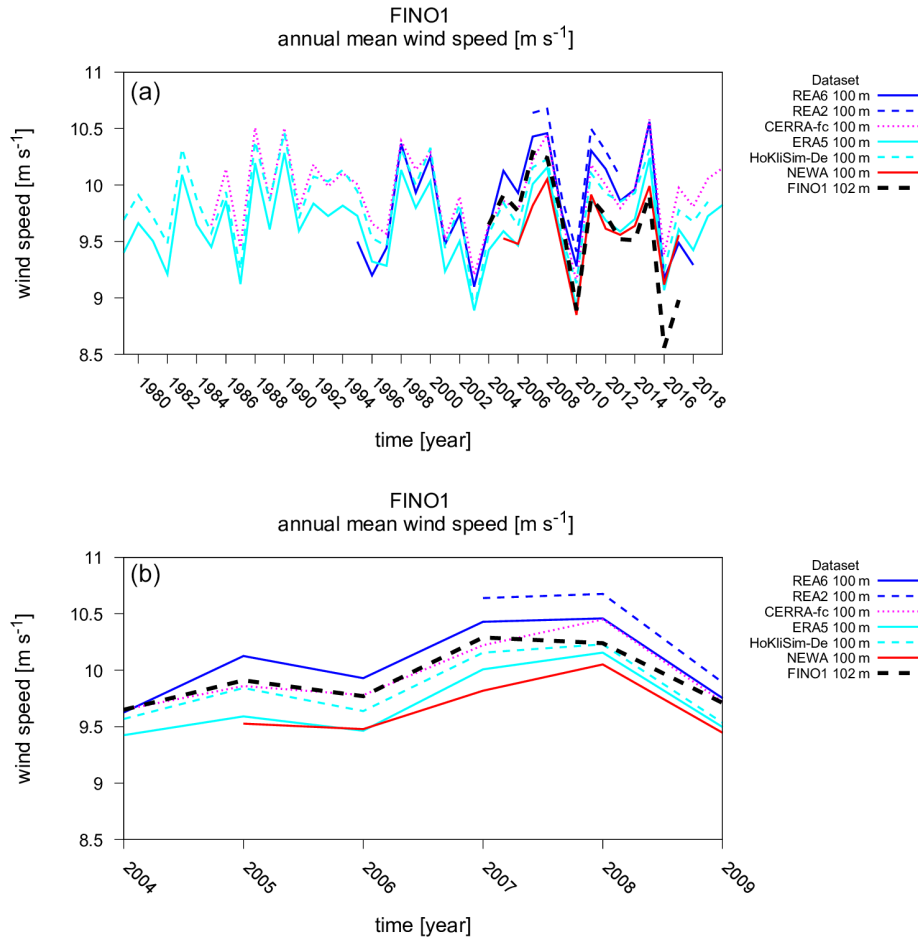 FINO1
annual mean wind speed [m s⁻¹]
(a)
wind speed [m s⁻¹]
11
10.5
10
9.5
9
8.5
1980
1982
1984
1986
1988
1990
1992
1994
1996
1998
2000
2002
2004
2006
2008
2010
2012
2014
2016
2018
time [year]
Dataset
REA6 100 m
REA2 100 m
CERRA-fc 100 m
ERA5 100 m
HoKliSim-De 100 m
NEWA 100 m
FINO1 102 m
FINO1
annual mean wind speed [m s⁻¹]
(b)
wind speed [m s⁻¹]
11
10.5
10
9.5
9
8.5
2004
2005
2006
2007
2008
2009
time [year]
Dataset
REA6 100 m
REA2 100 m
CERRA-fc 100 m
ERA5 100 m
HoKliSim-De 100 m
NEWA 100 m
FINO1 102 m